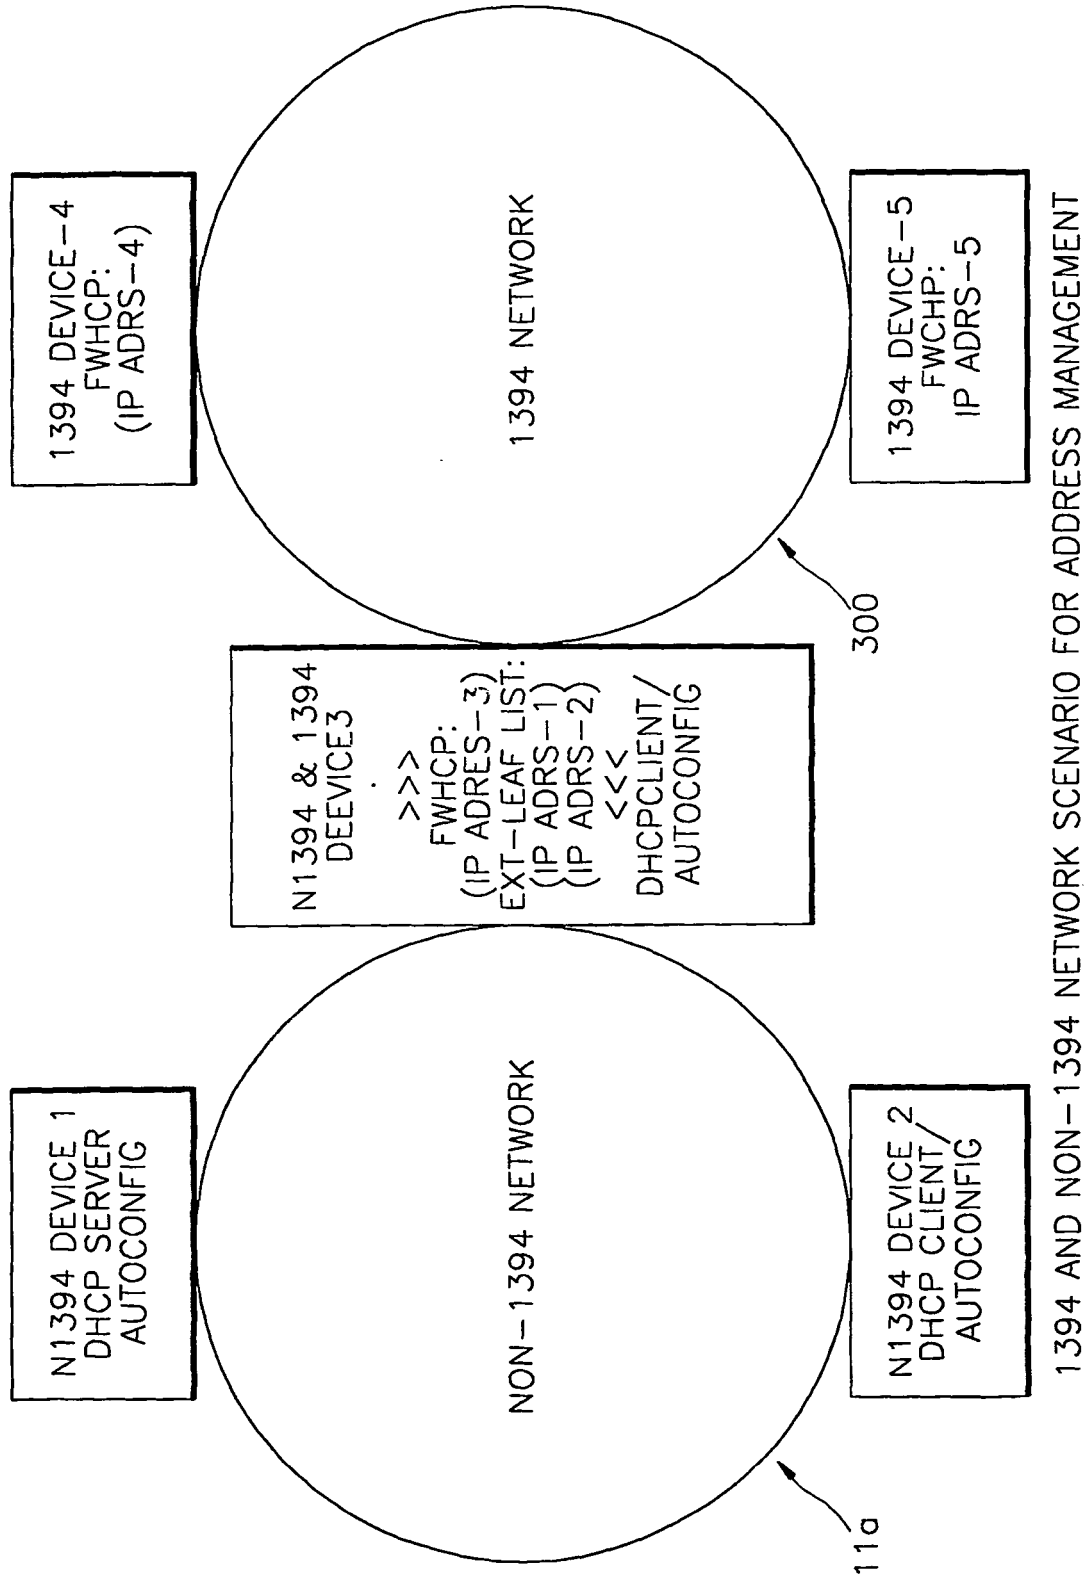 N1394 DEVICE 1
DHCP SERVER
AUTOCONFIG
1394 DEVICE-4
FWHCP:
(IP ADRS-4)
NON-1394 NETWORK
N1394 & 1394
DEEVICE3
>>>
FWHCP:
(IP ADRES-3)
EXT-LEAF LIST:
(IP ADRS-1)
(IP ADRS-2)
<<<
DHCPCLIENT/
AUTOCONFIG
1394 NETWORK
N1394 DEVICE 2
DHCP CLIENT/
AUTOCONFIG
1394 DEVICE-5
FWCHP:
IP ADRS-5
11a
300
1394 AND NON-1394 NETWORK SCENARIO FOR ADDRESS MANAGEMENT